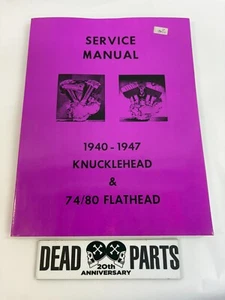 SERVICE
MANUAL
1940-1947
KNUCKLEHEAD
&
74/80 FLATHEAD
DEAD PARTS
20th
ANNIVERSARY